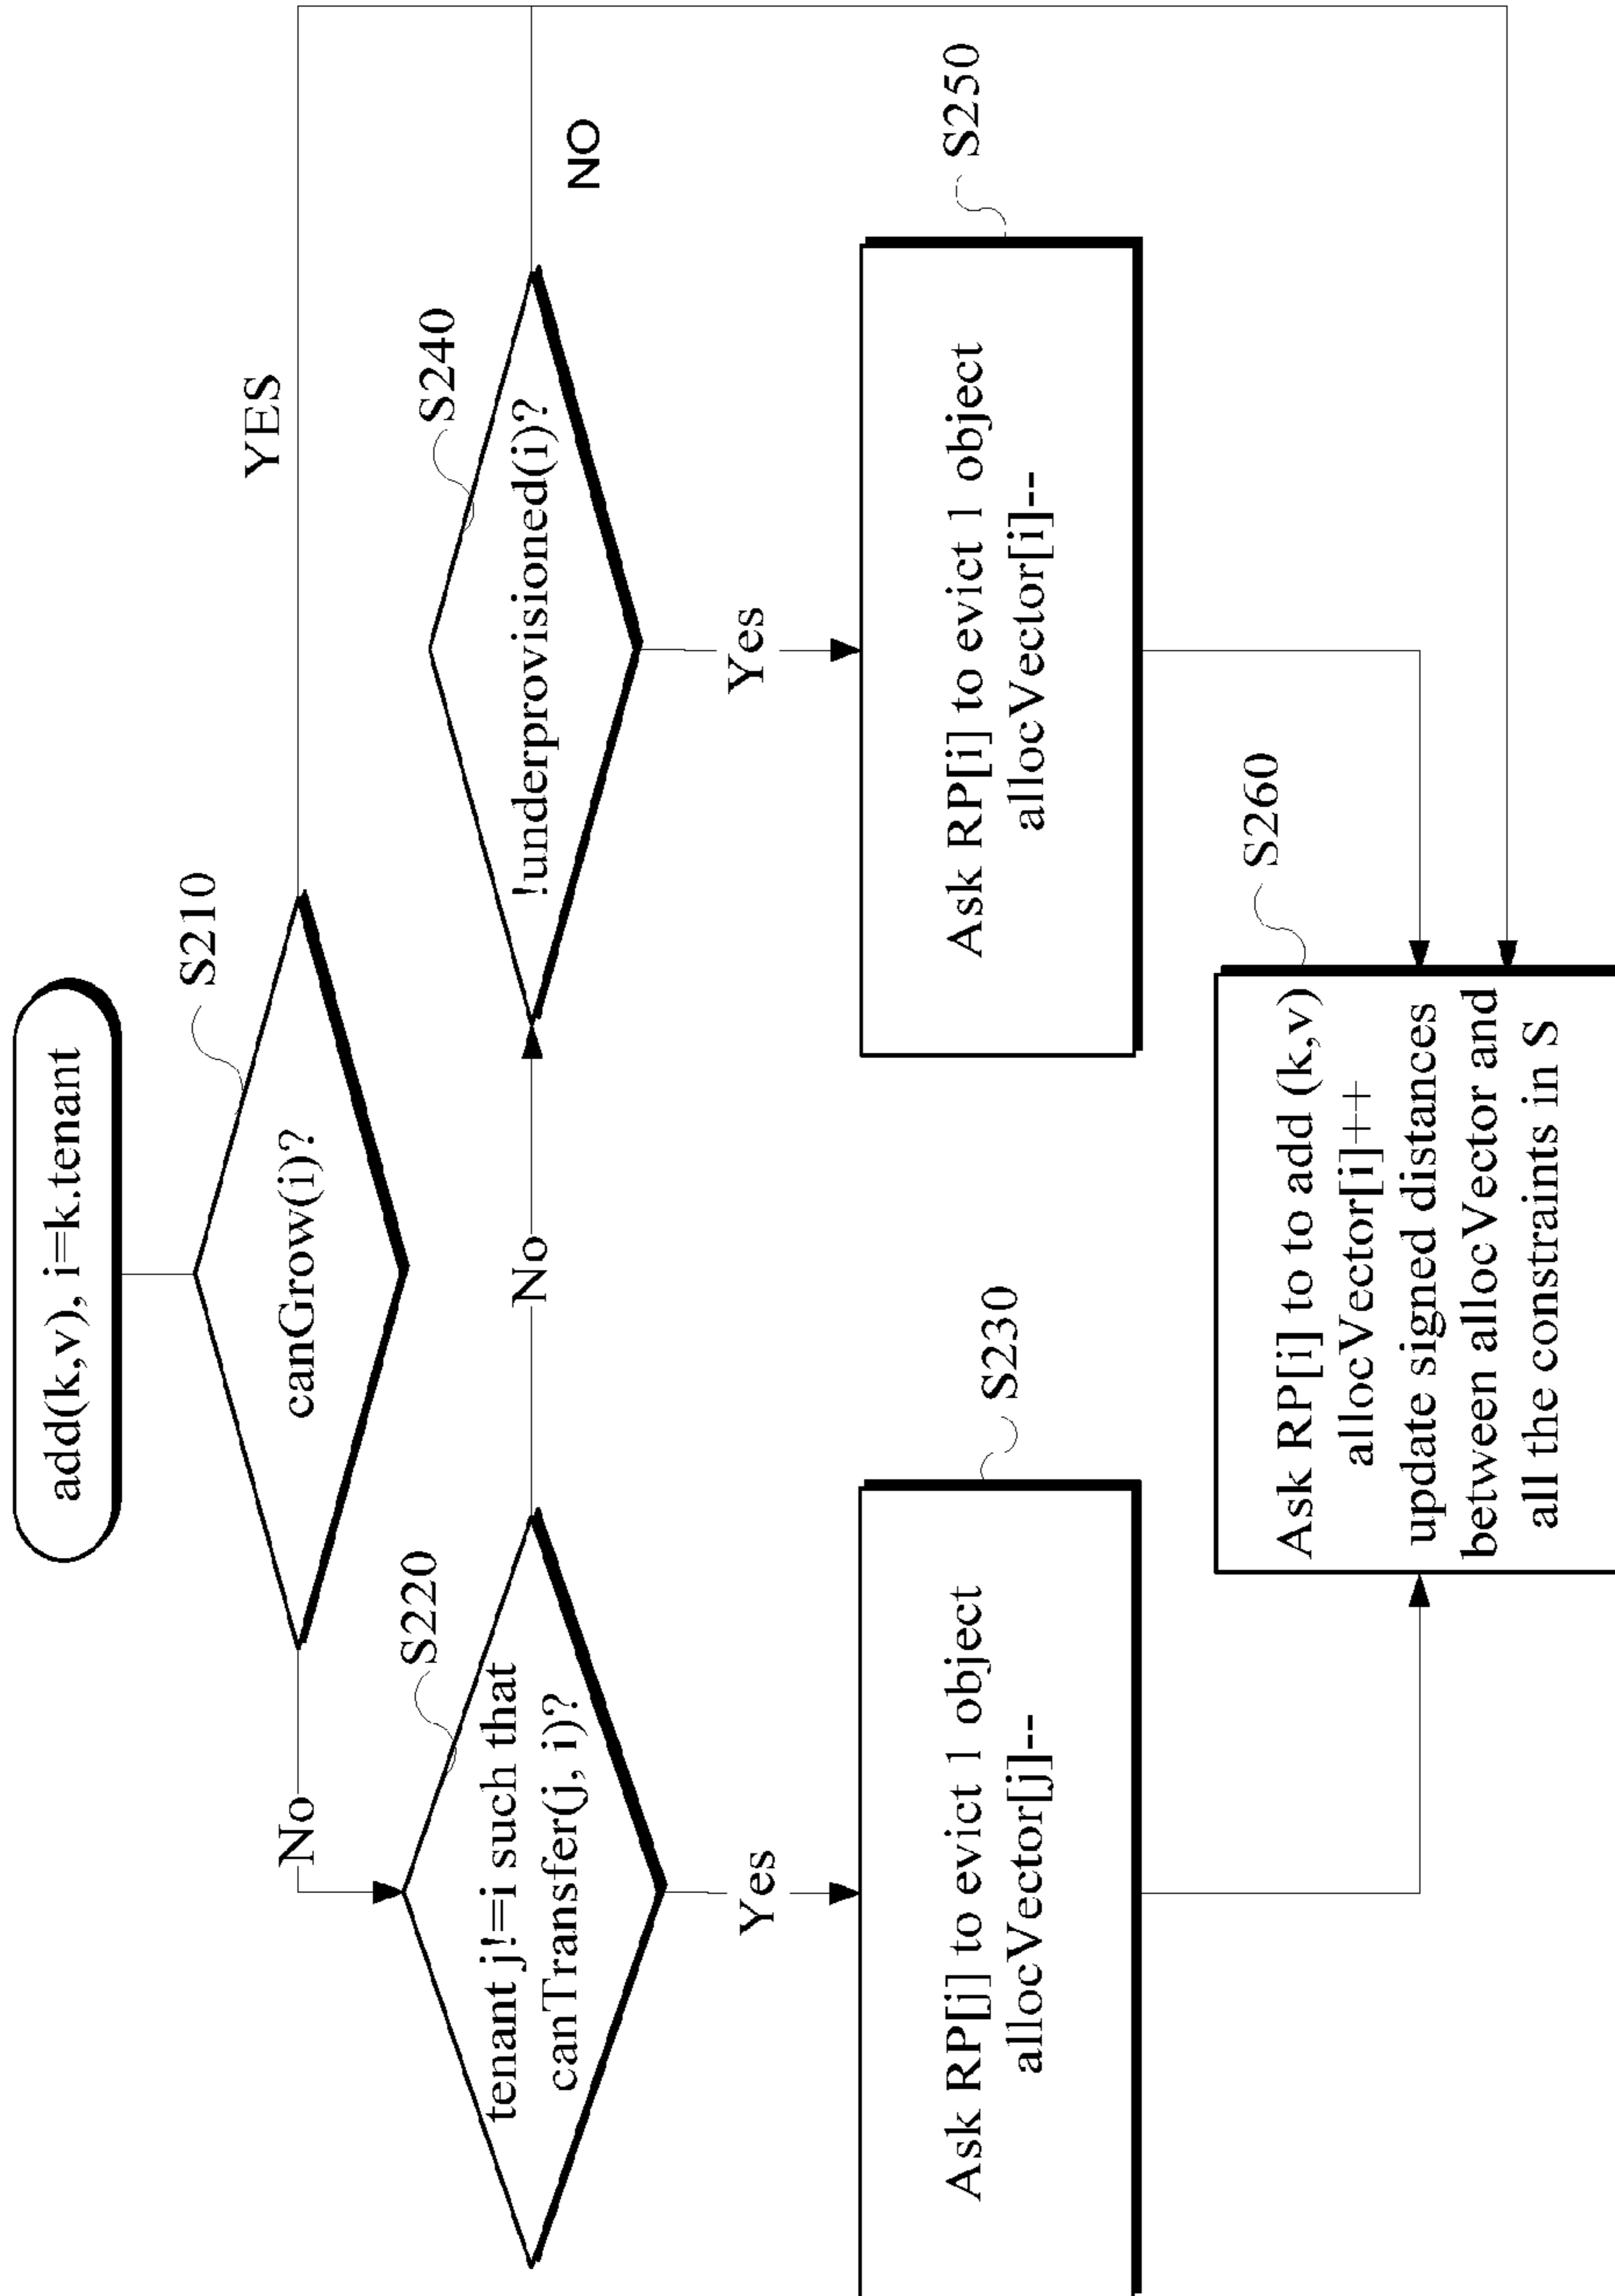 add(k,v), i=k.tenant
S210
canGrow(i)?
No
YES
S220
tenant j!=i such that
canTransfer(j, i)?
No
S240
!underprovisioned(i)?
NO
Yes
Yes
S230
Ask RP[j] to evict 1 object
allocVector[j]--
S250
Ask RP[i] to evict 1 object
allocVector[i]--
S260
Ask RP[i] to to add (k,v)
allocVector[i]++
update signed distances
between allocVector and
all the constraints in S